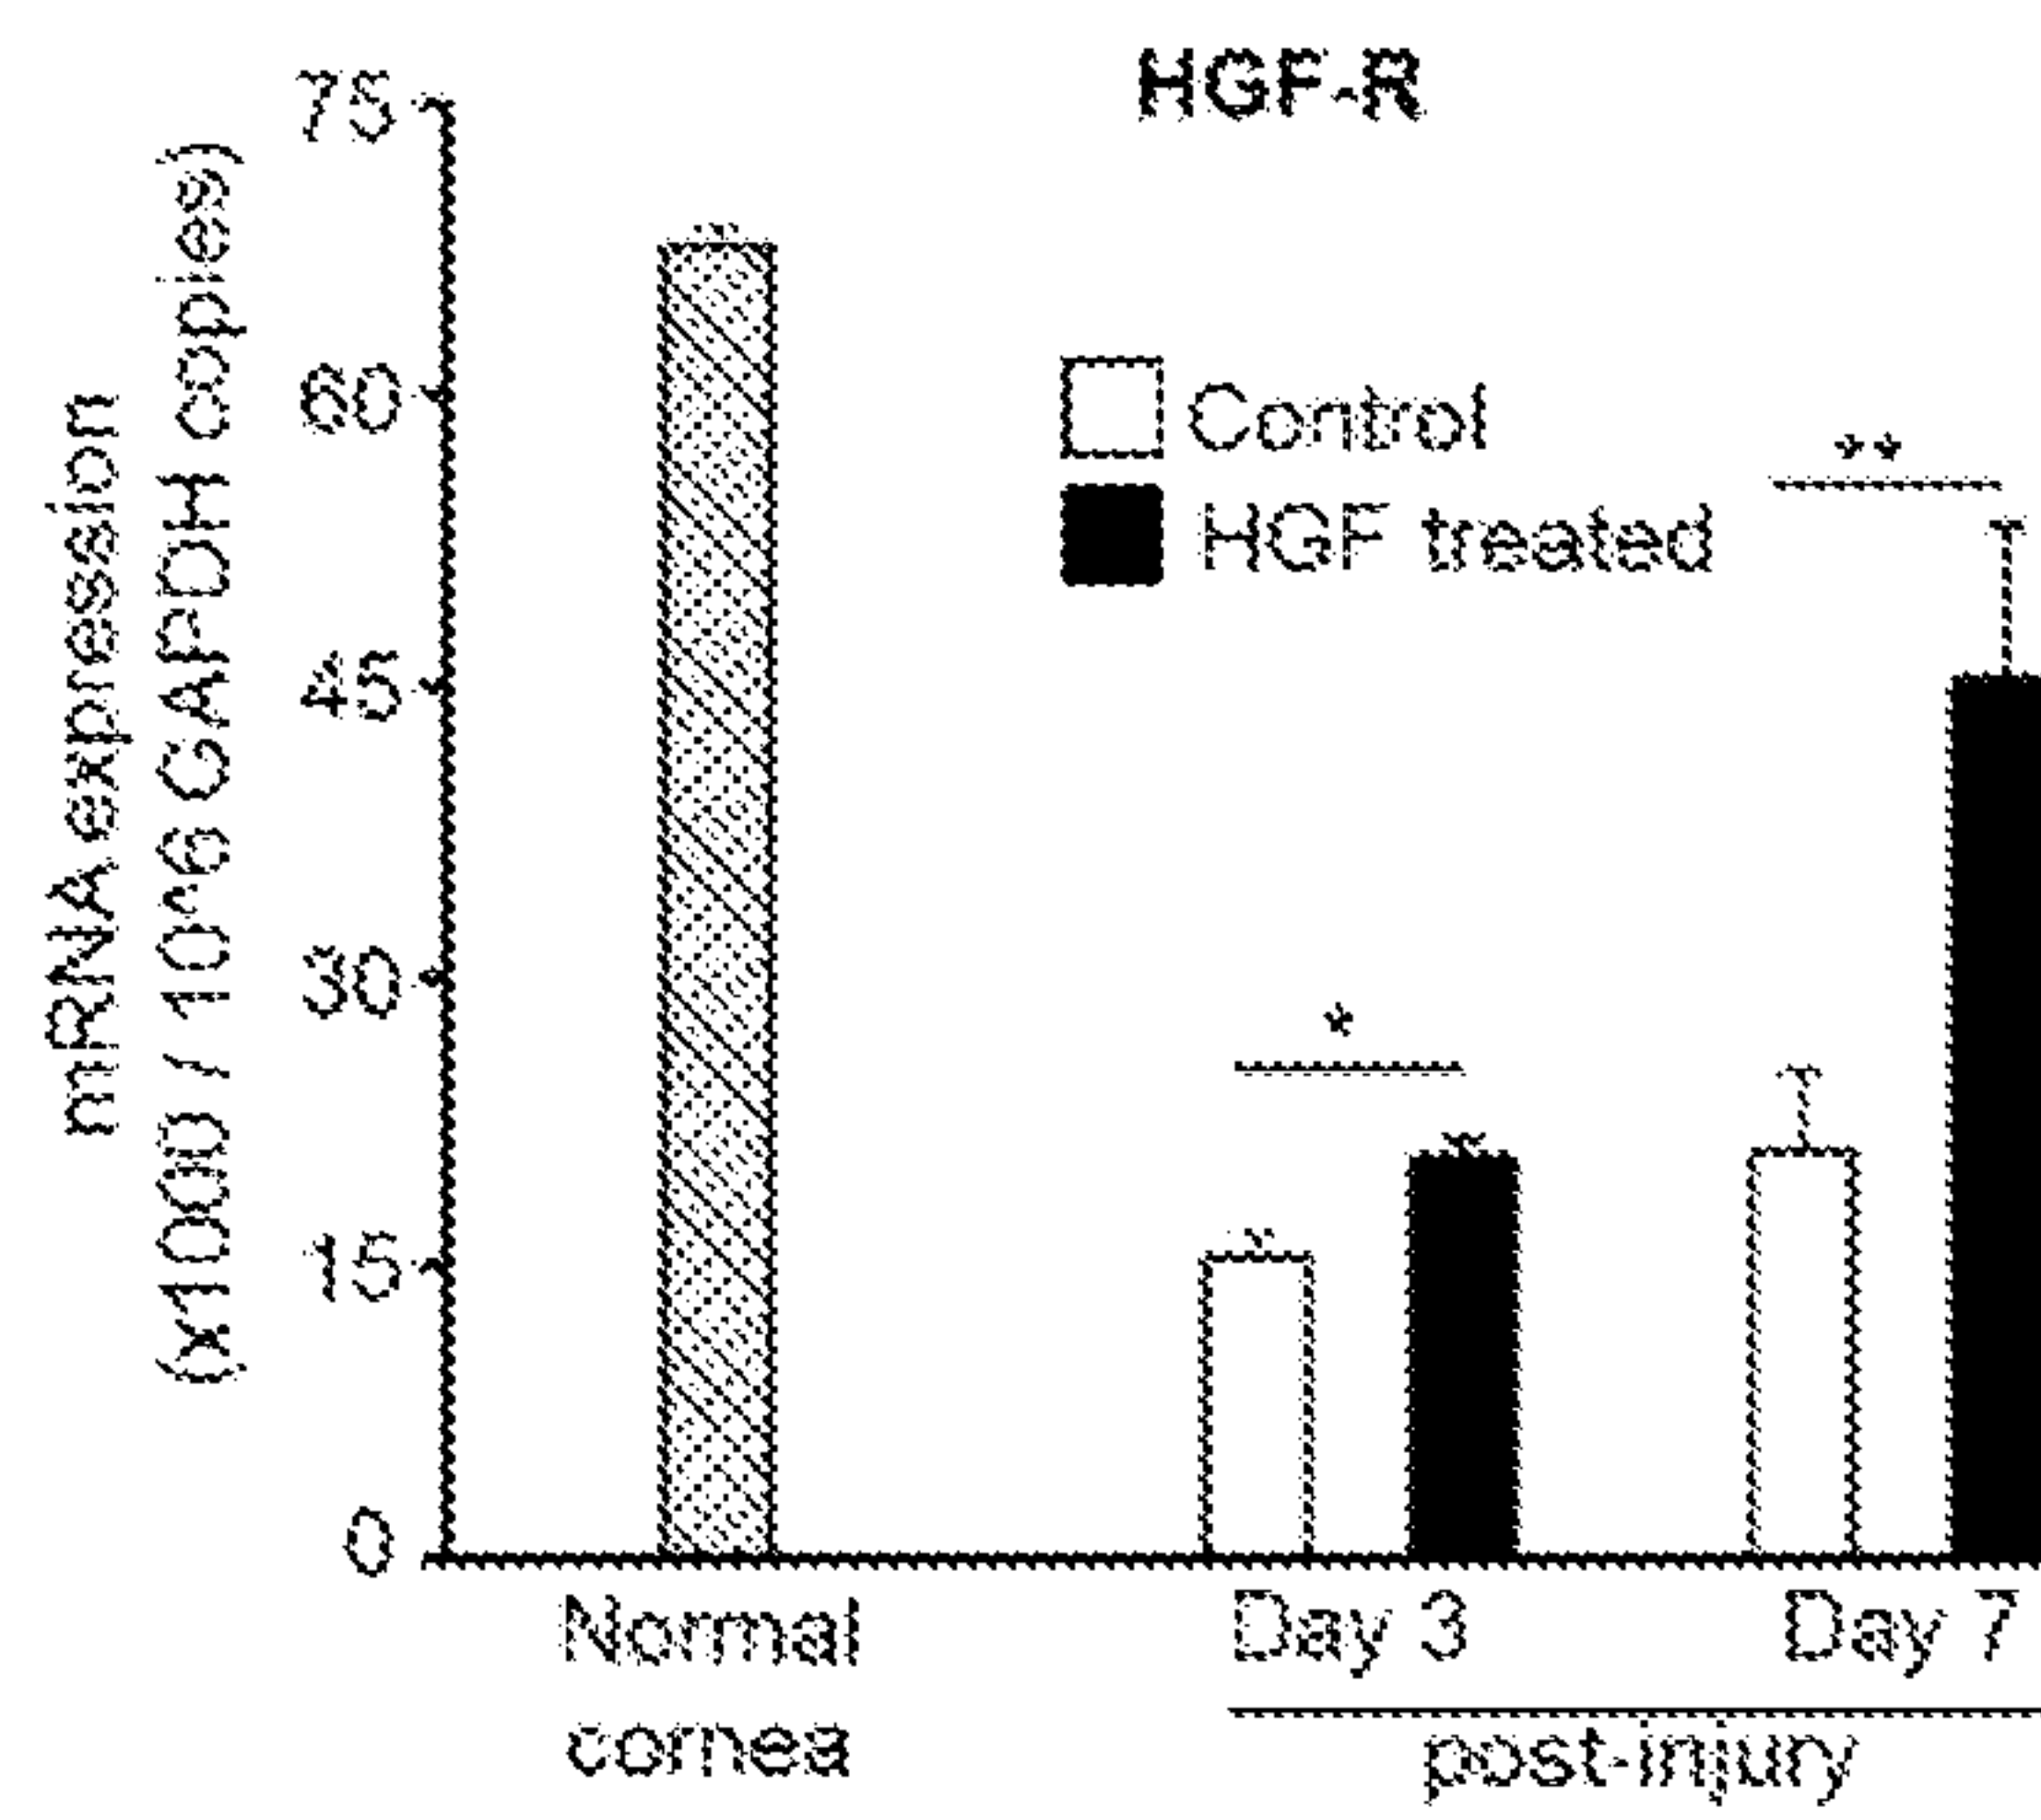 HGF-R
mRNA expression
(x1000 / 10^6 GAPDH copies)
75
60
45
30
15
0
Control
HGF treated
*
**
Normal
cornea
Day 3
Day 7
post-injury